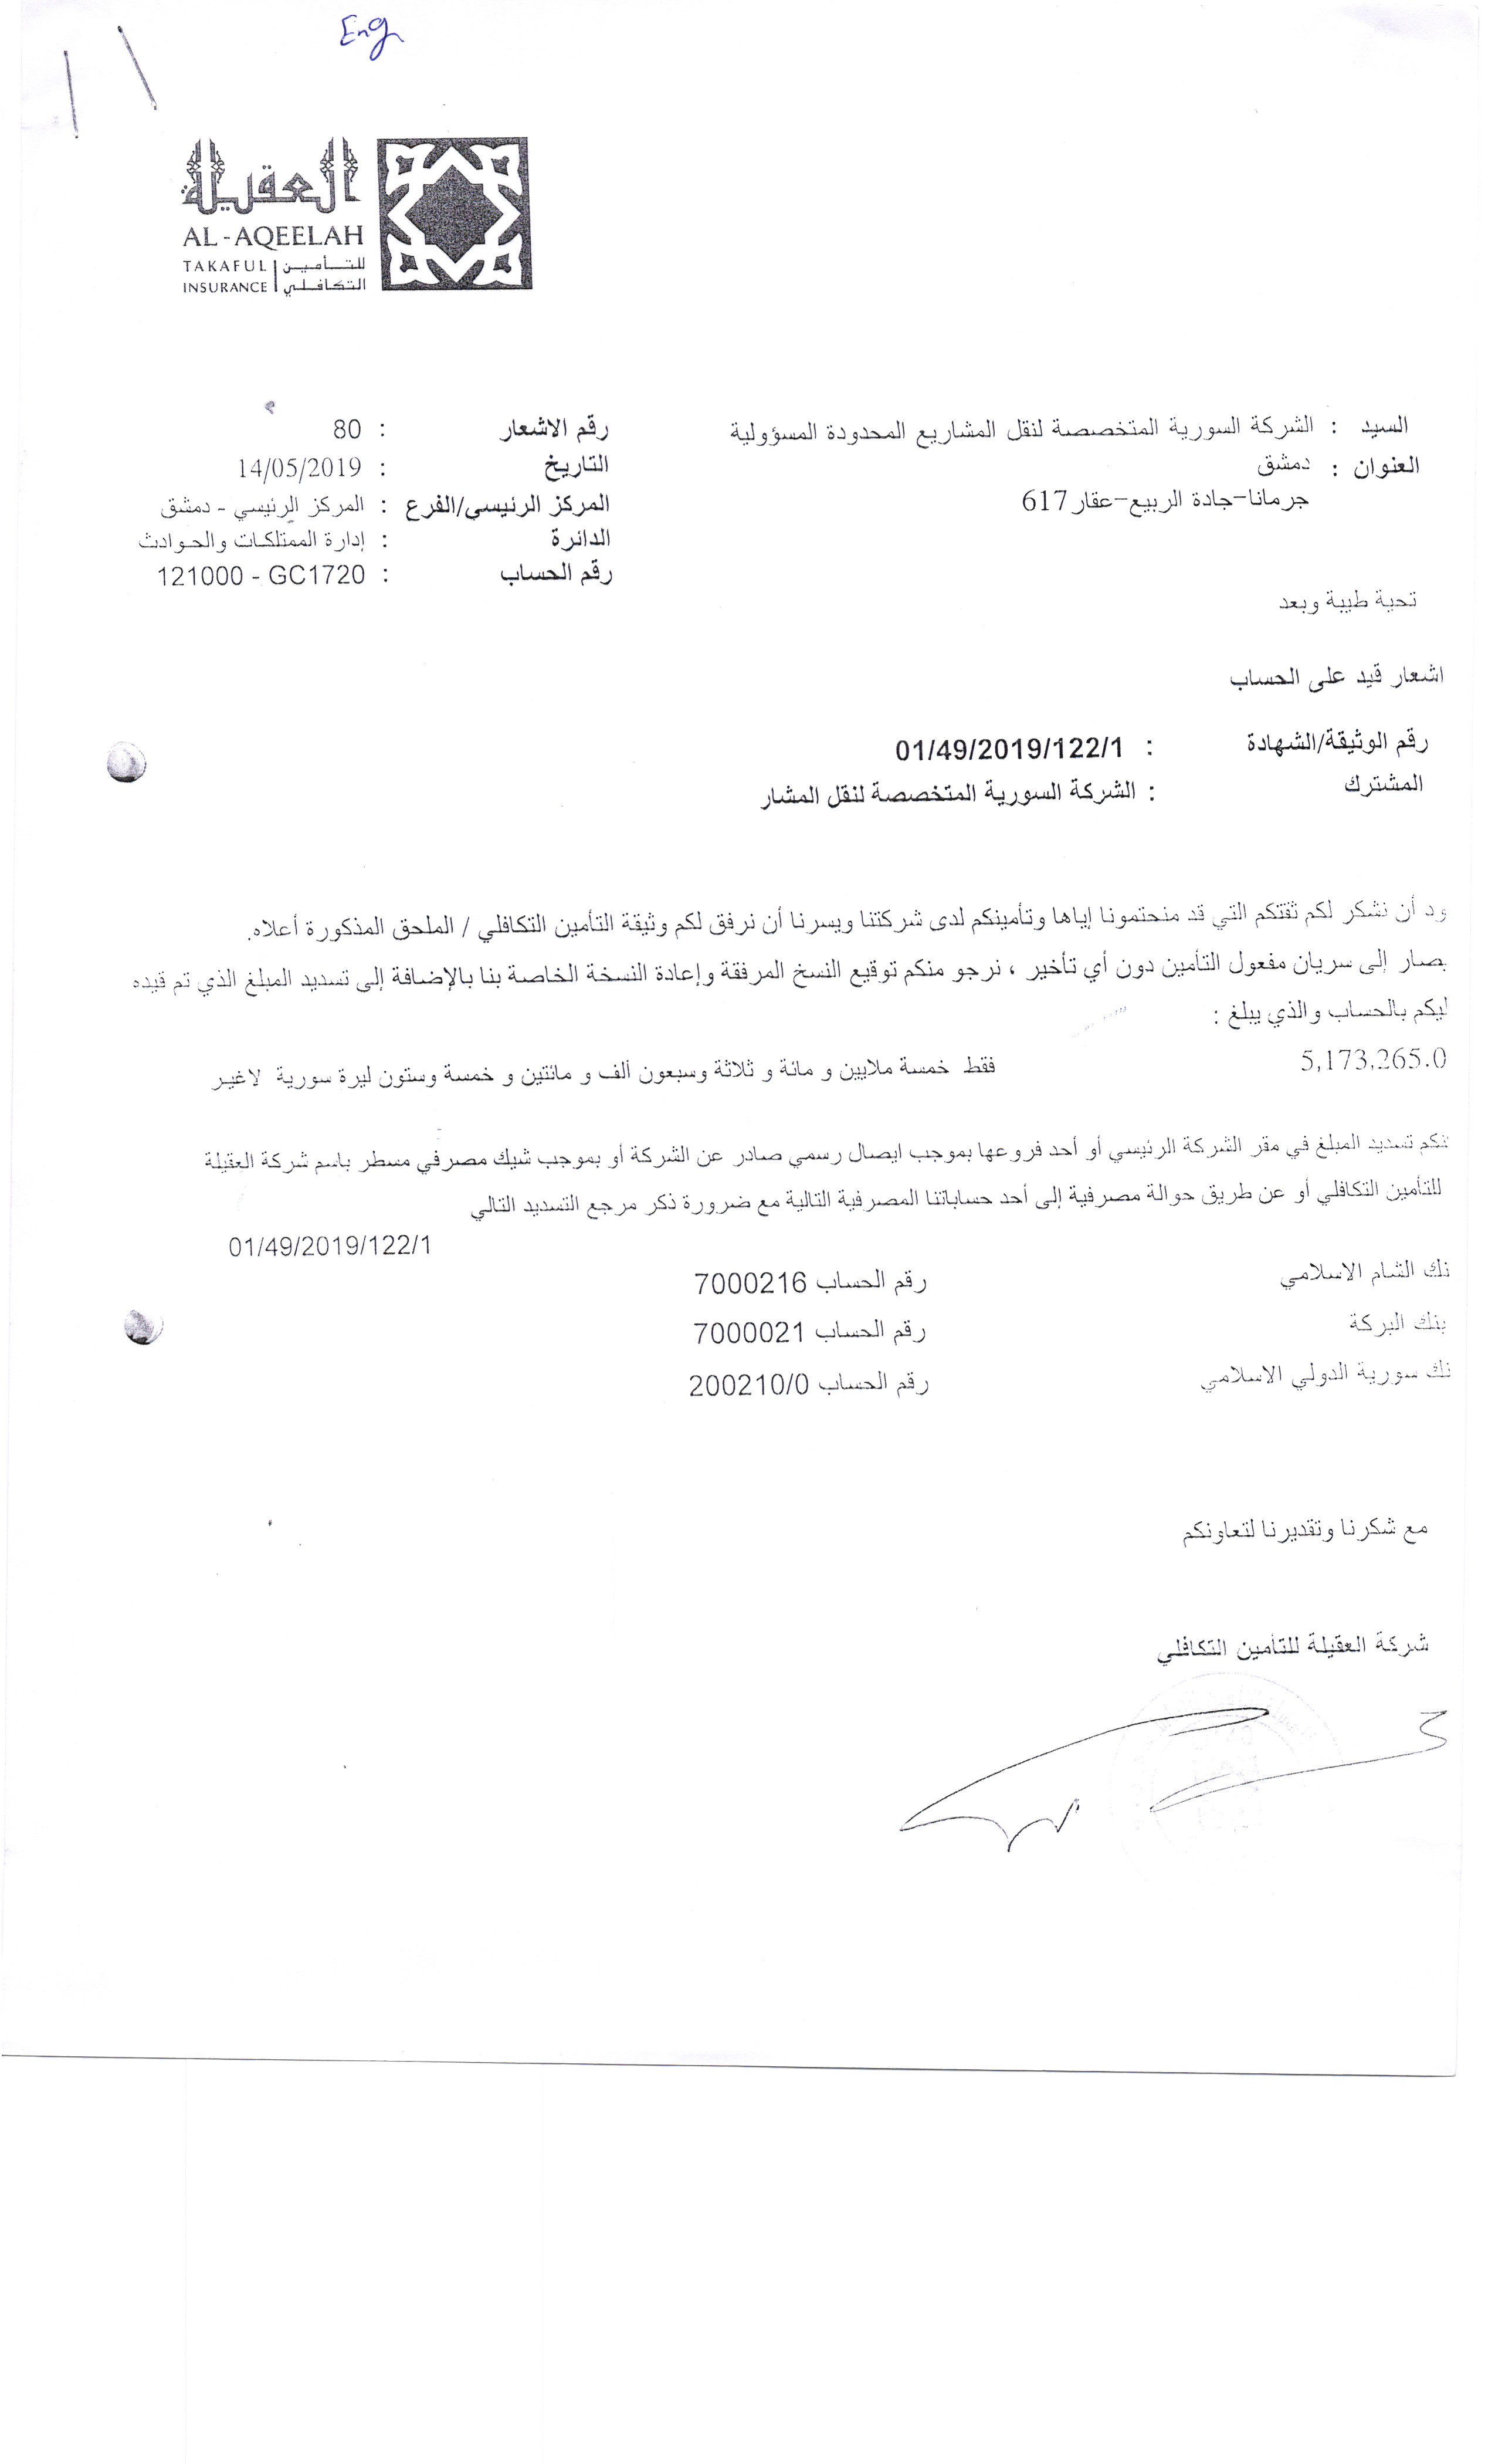 Eng
العقيلة
AL-AQEELAH
TAKAFUL INSURANCE
للتأمين التكافلي
السيد : الشركة السورية المتخصصة لنقل المشاريع المحدودة المسؤولية
العنوان : دمشق
جرمانا-جادة الربيع-عقار 617
رقم الاشعار : 80
التاريخ : 14/05/2019
المركز الرئيسي/الفرع : المركز الرئيسي - دمشق
الدائرة : إدارة الممتلكات والحوادث
رقم الحساب : 121000 - GC1720
تحية طيبة وبعد
اشعار قيد على الحساب
رقم الوثيقة/الشهادة : 01/49/2019/122/1
المشترك : الشركة السورية المتخصصة لنقل المشار
ود أن نشكر لكم ثقتكم التي قد منحتمونا إياها وتأمينكم لدى شركتنا ويسرنا أن نرفق لكم وثيقة التأمين التكافلي / الملحق المذكورة أعلاه.
يصار إلى سريان مفعول التأمين دون أي تأخير ، نرجو منكم توقيع النسخ المرفقة وإعادة النسخة الخاصة بنا بالإضافة إلى تسديد المبلغ الذي تم قيده
ليكم بالحساب والذي يبلغ :
5,173,265.0 فقط خمسة ملايين و مائة و ثلاثة وسبعون ألف و مائتين و خمسة وستون ليرة سورية لاغير
نكم تسديد المبلغ في مقر الشركة الرئيسي أو أحد فروعها بموجب ايصال رسمي صادر عن الشركة أو بموجب شيك مصرفي مسطر باسم شركة العقيلة
للتأمين التكافلي أو عن طريق حوالة مصرفية إلى أحد حساباتنا المصرفية التالية مع ضرورة ذكر مرجع التسديد التالي
01/49/2019/122/1
نك الشام الاسلامي رقم الحساب 7000216
بنك البركة رقم الحساب 7000021
نك سورية الدولي الاسلامي رقم الحساب 200210/0
مع شكرنا وتقديرنا لتعاونكم
شركة العقيلة للتأمين التكافلي